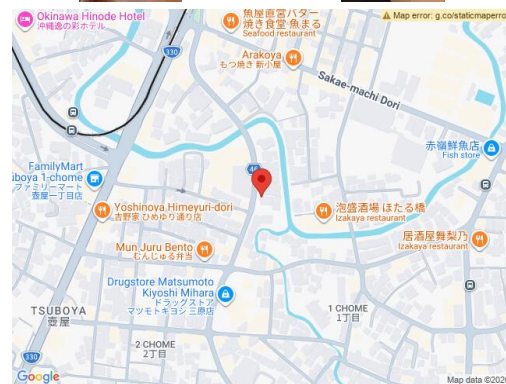 Okinawa Hinode Hotel
沖縄逸の彩ホテル
330
魚屋直営バター
焼き食堂 魚まる
Seafood restaurant
Map error: g.co/staticmaperro
Arakoya
もつ焼き 新小屋
Sakae-machi Dori
赤嶺鮮魚店
Fish store
46
FamilyMart
uboya 1-chome
ファミリーマート
壺屋一丁目店
Yoshinoya Himeyuri-dori
吉野家 ひめゆり通り店
泡盛酒場 ほたる橋
Izakaya restaurant
居酒屋舞梨乃
Izakaya restaurant
Mun Juru Bento
むんじゅる弁当
Drugstore Matsumoto
Kiyoshi Mihara
ドラッグストア
マツモトキヨシ 三原店
TSUBOYA
壺屋
1 CHOME
1丁目
2 CHOME
2丁目
330
Google
Map data ©2026